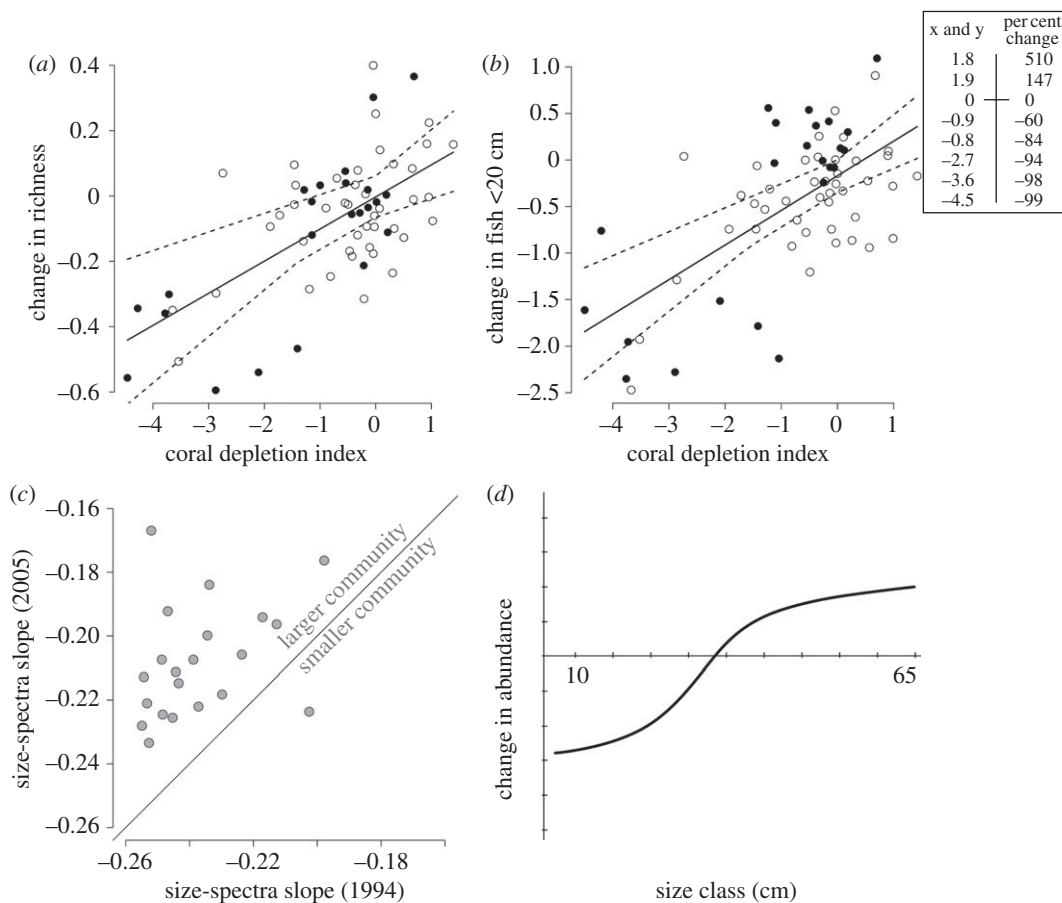 (a)
0.4
0.2
0
–0.2
–0.4
–0.6
change in richness
–4 –3 –2 –1 0 1
coral depletion index
(b)
1.0
0.5
0
–0.5
–1.0
–1.5
–2.0
–2.5
change in fish <20 cm
–4 –3 –2 –1 0 1
coral depletion index
x and y per cent
change
1.8 510
1.9 147
0 0
–0.9 –60
–0.8 –84
–2.7 –94
–3.6 –98
–4.5 –99
(c)
–0.16
–0.18
–0.20
–0.22
–0.24
–0.26
size-spectra slope (2005)
larger community
smaller community
–0.26 –0.22 –0.18
size-spectra slope (1994)
(d)
change in abundance
10 65
size class (cm)